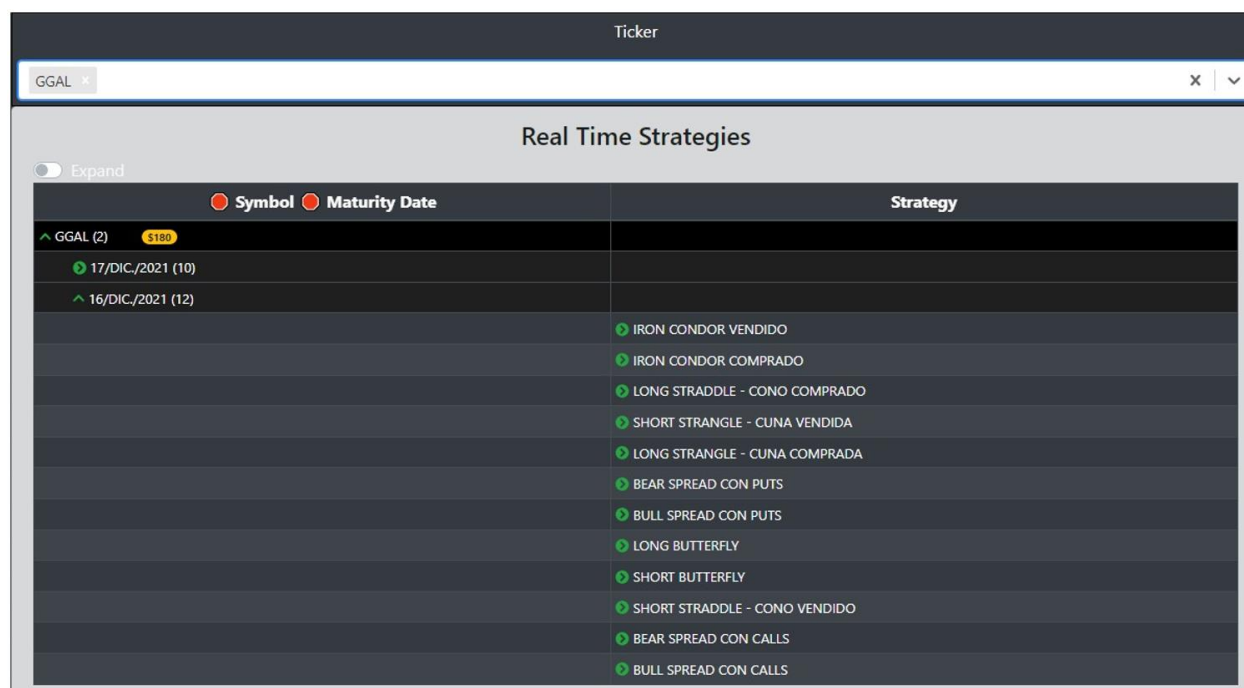 Ticker
GGAL ×
Real Time Strategies
Expand
Symbol Maturity Date Strategy
GGAL (2) $180
17/DIC./2021 (10)
16/DIC./2021 (12)
IRON CONDOR VENDIDO
IRON CONDOR COMPRADO
LONG STRADDLE - CONO COMPRADO
SHORT STRANGLE - CUNA VENDIDA
LONG STRANGLE - CUNA COMPRADA
BEAR SPREAD CON PUTS
BULL SPREAD CON PUTS
LONG BUTTERFLY
SHORT BUTTERFLY
SHORT STRADDLE - CONO VENDIDO
BEAR SPREAD CON CALLS
BULL SPREAD CON CALLS